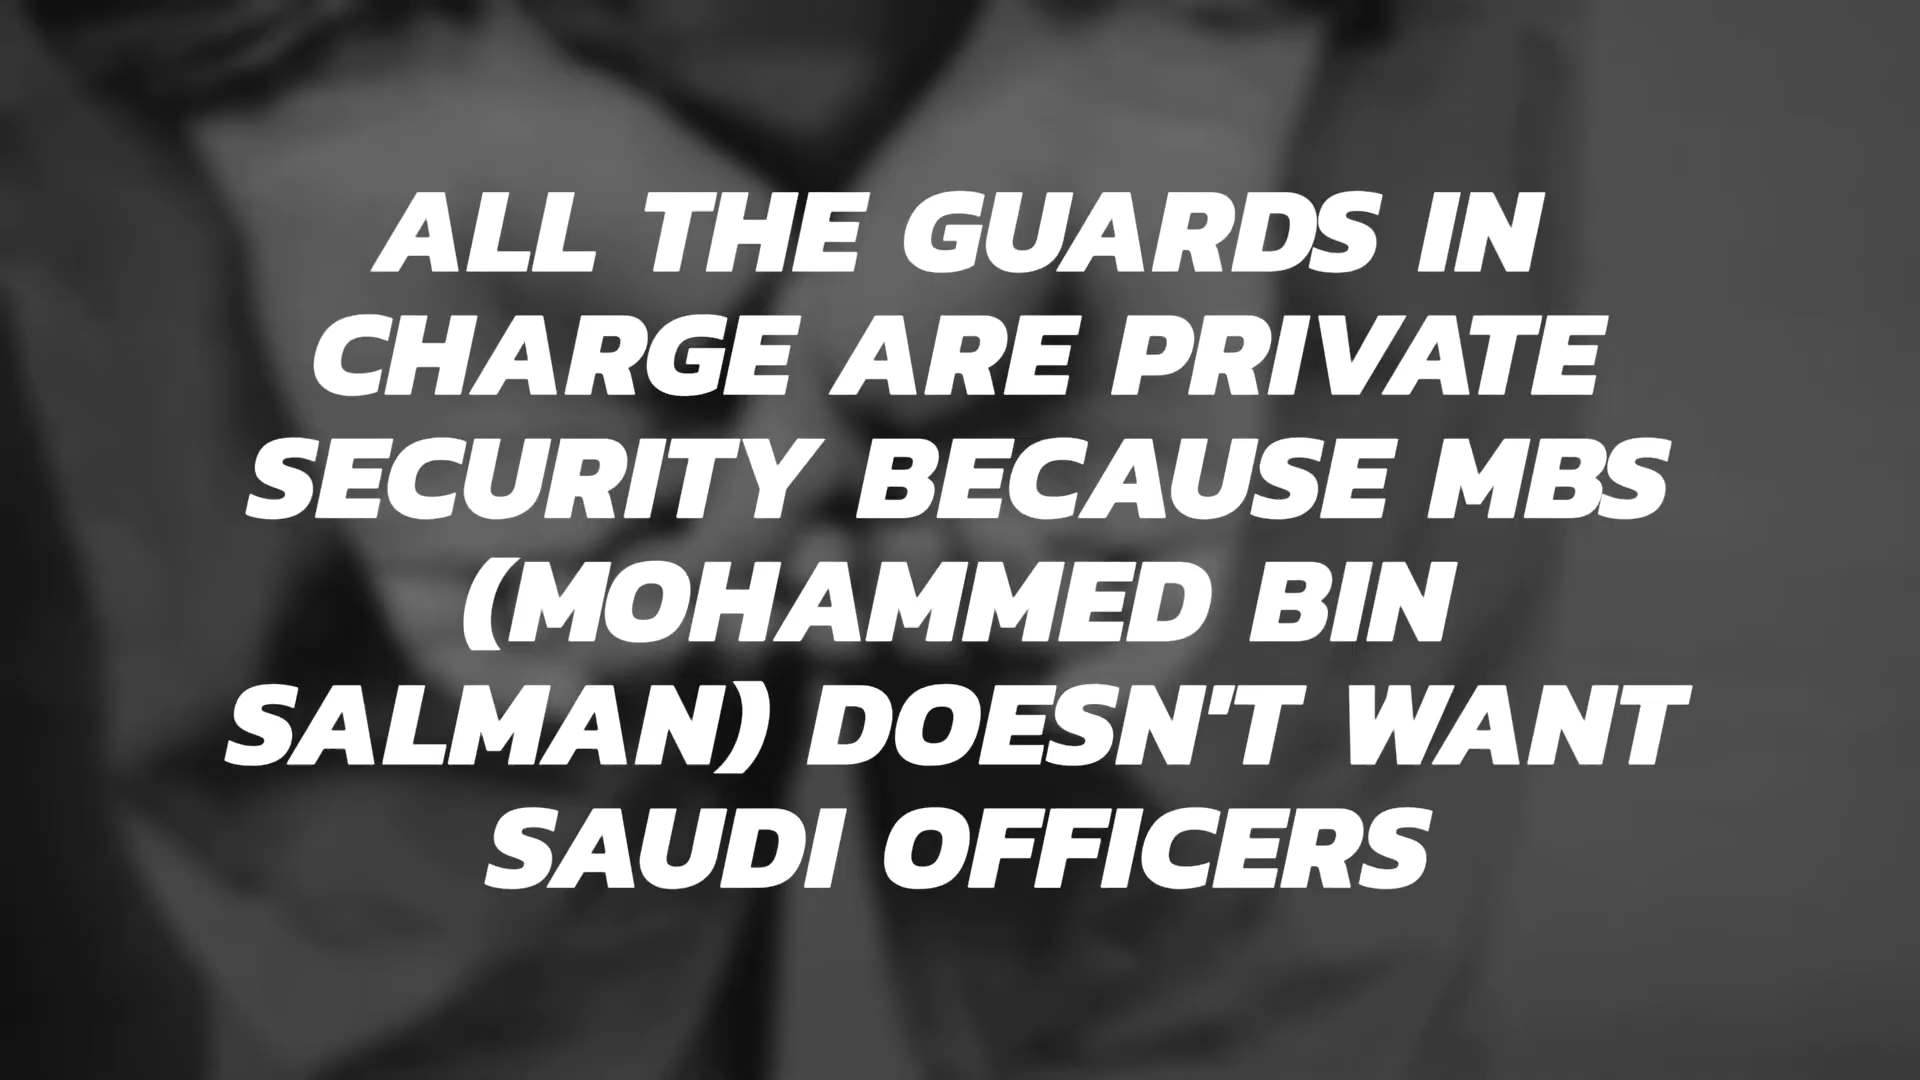 ALL THE GUARDS IN
CHARGE ARE PRIVATE
SECURITY BECAUSE MBS
(MOHAMMED BIN
SALMAN) DOESN'T WANT
SAUDI OFFICERS